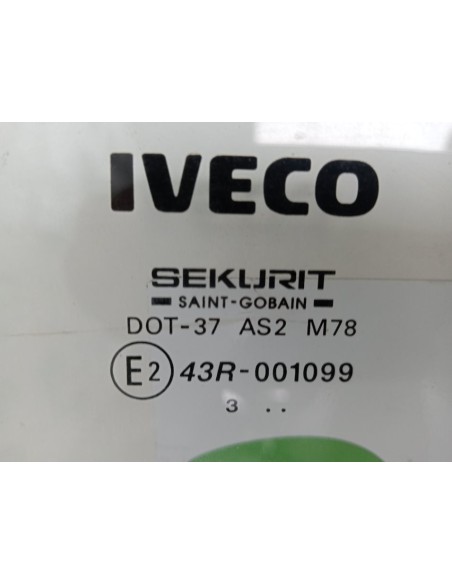 IVECO
SEKURIT
SAINT-GOBAIN
DOT-37 AS2 M78
E2 43R-001099
3 ..